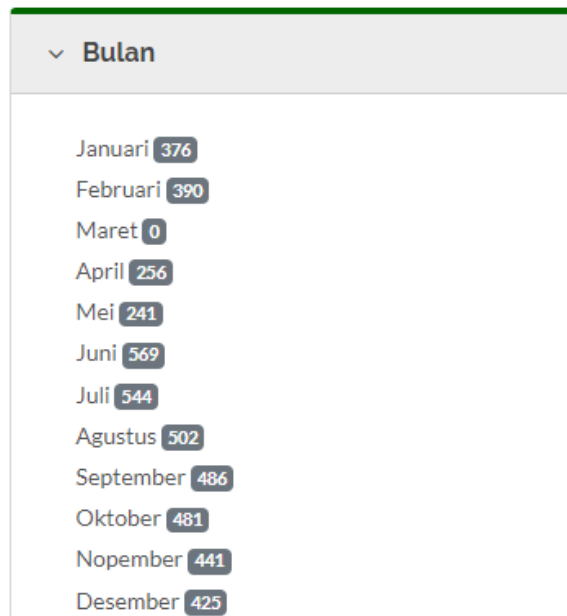 Bulan
Januari 376
Februari 390
Maret 0
April 256
Mei 241
Juni 569
Juli 544
Agustus 502
September 486
Oktober 481
Nopember 441
Desember 425